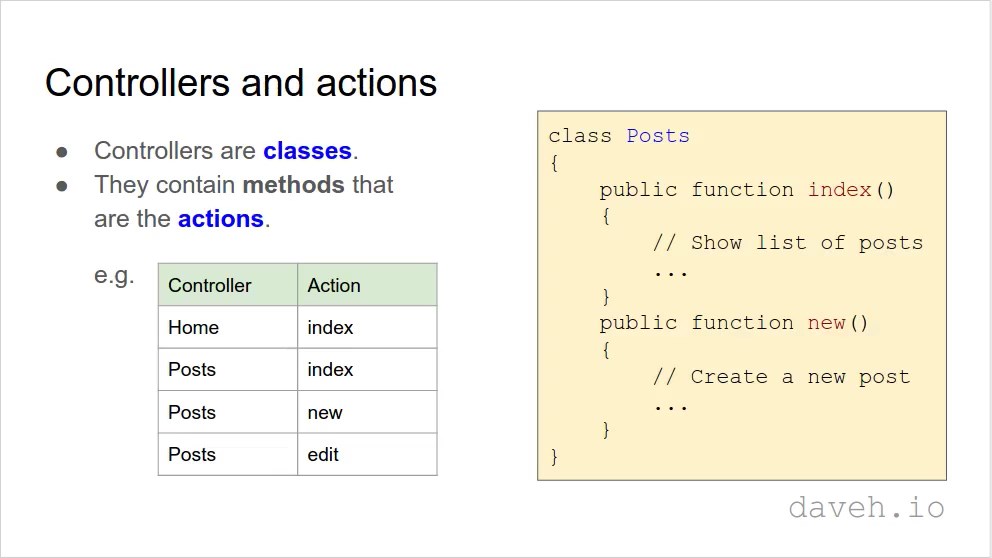 Controllers and actions
● Controllers are classes.
● They contain methods that
are the actions.
e.g.
Controller Action
Home index
Posts index
Posts new
Posts edit
class Posts
{
    public function index()
    {
        // Show list of posts
        ...
    }
    public function new()
    {
        // Create a new post
        ...
    }
}
daveh.io